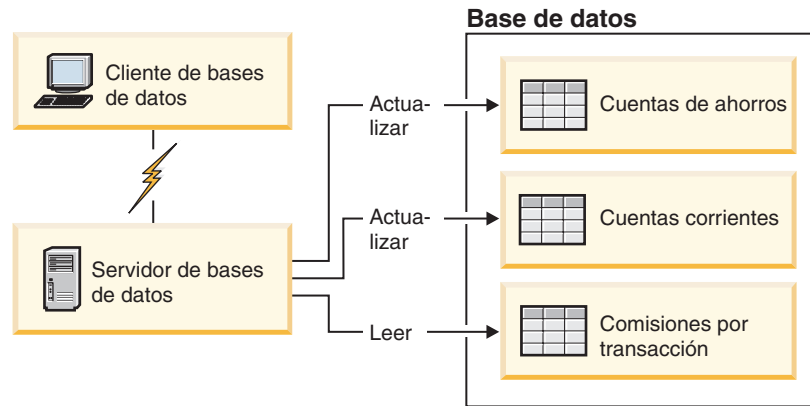 Base de datos
Cliente de bases
de datos
Actua-
lizar
Cuentas de ahorros
Servidor de bases
de datos
Actua-
lizar
Cuentas corrientes
Leer
Comisiones por
transacción